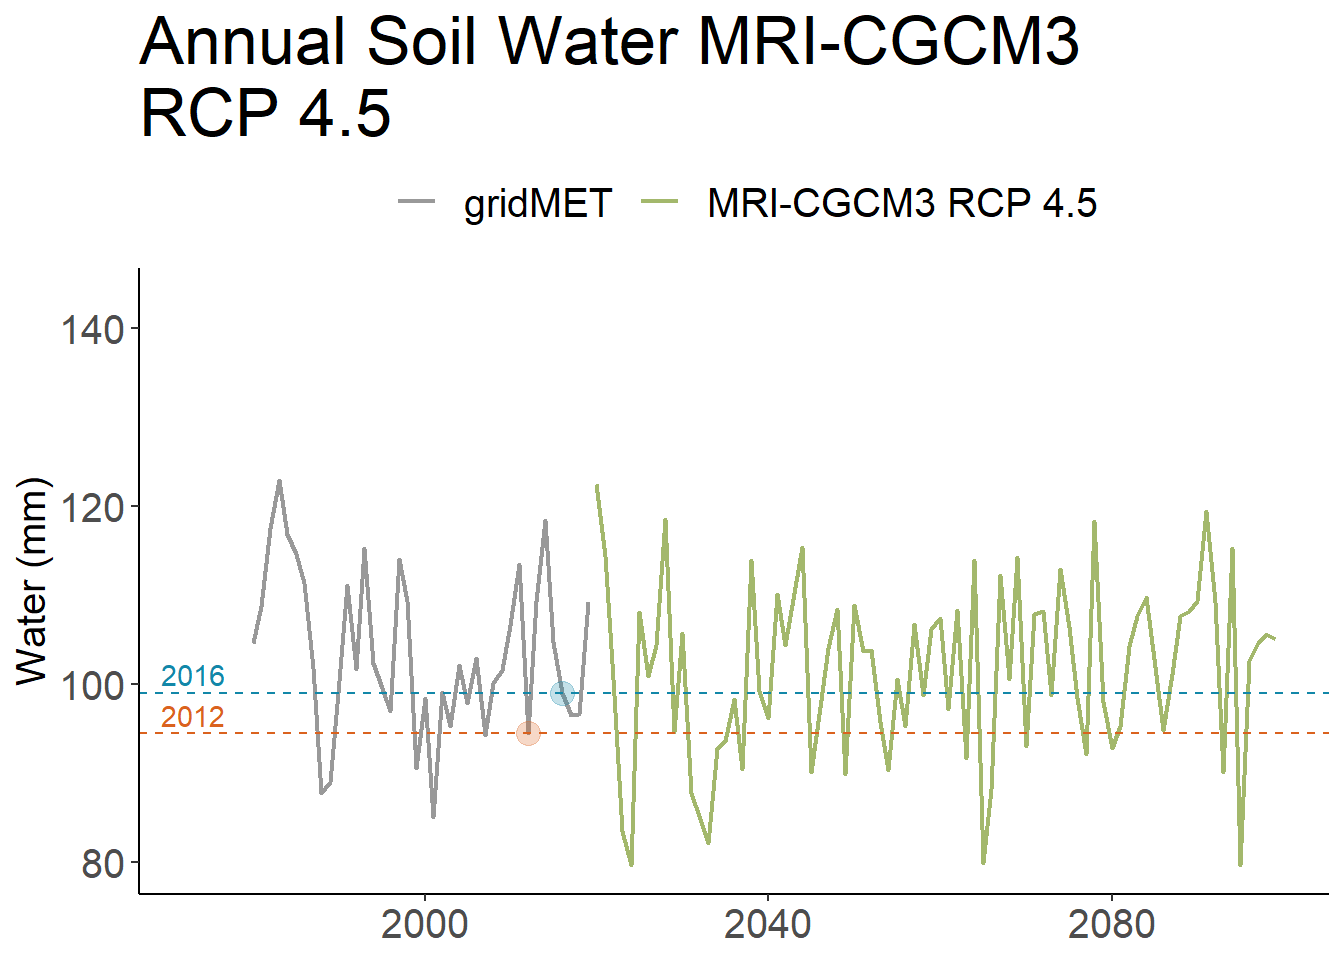 Annual Soil Water MRI-CGCM3
RCP 4.5
gridMET MRI-CGCM3 RCP 4.5
Water (mm)
140
120
100
80
2016
2012
2000 2040 2080